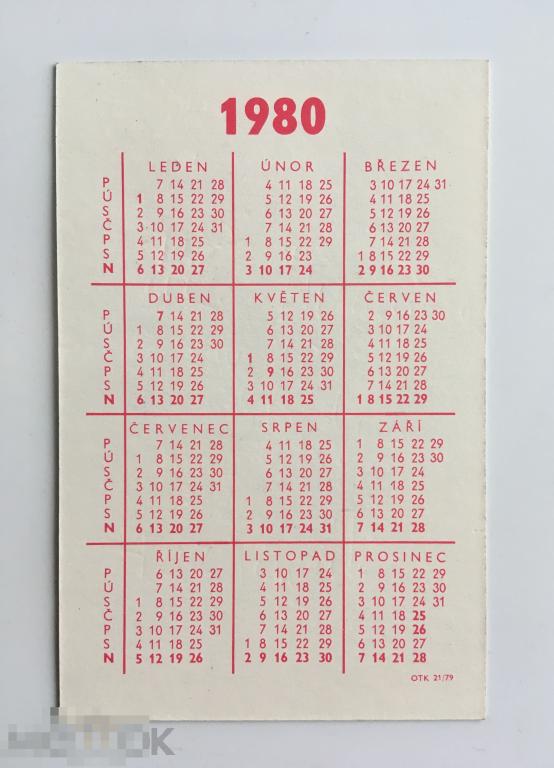 1980
LEDEN ÚNOR BŘEZEN
P 7 14 21 28 4 11 18 25 3 10 17 24 31
Ú 1 8 15 22 29 5 12 19 26 4 11 18 25
S 2 9 16 23 30 6 13 20 27 5 12 19 26
Č 3 10 17 24 31 7 14 21 28 6 13 20 27
P 4 11 18 25 1 8 15 22 29 7 14 21 28
S 5 12 19 26 2 9 16 23 1 8 15 22 29
N 6 13 20 27 3 10 17 24 2 9 16 23 30
DUBEN KVĚTEN ČERVEN
P 7 14 21 28 5 12 19 26 2 9 16 23 30
Ú 1 8 15 22 29 6 13 20 27 3 10 17 24
S 2 9 16 23 30 7 14 21 28 4 11 18 25
Č 3 10 17 24 1 8 15 22 29 5 12 19 26
P 4 11 18 25 2 9 16 23 30 6 13 20 27
S 5 12 19 26 3 10 17 24 31 7 14 21 28
N 6 13 20 27 4 11 18 25 1 8 15 22 29
ČERVENEC SRPEN ZÁŘÍ
P 7 14 21 28 4 11 18 25 1 8 15 22 29
Ú 1 8 15 22 29 5 12 19 26 2 9 16 23 30
S 2 9 16 23 30 6 13 20 27 3 10 17 24
Č 3 10 17 24 31 7 14 21 28 4 11 18 25
P 4 11 18 25 1 8 15 22 29 5 12 19 26
S 5 12 19 26 2 9 16 23 30 6 13 20 27
N 6 13 20 27 3 10 17 24 31 7 14 21 28
ŘÍJEN LISTOPAD PROSINEC
P 6 13 20 27 3 10 17 24 1 8 15 22 29
Ú 7 14 21 28 4 11 18 25 2 9 16 23 30
S 1 8 15 22 29 5 12 19 26 3 10 17 24 31
Č 2 9 16 23 30 6 13 20 27 4 11 18 25
P 3 10 17 24 31 7 14 21 28 5 12 19 26
S 4 11 18 25 1 8 15 22 29 6 13 20 27
N 5 12 19 26 2 9 16 23 30 7 14 21 28
OTK 21/79